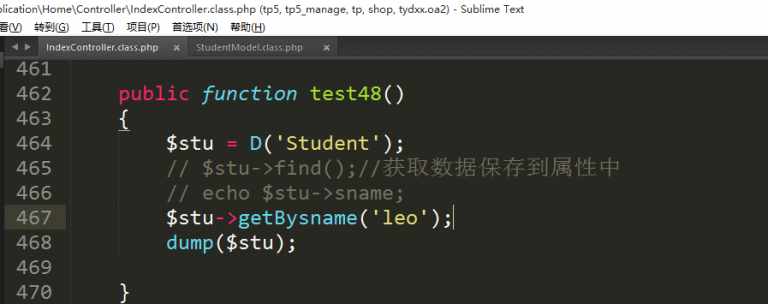 plication\Home\Controller\IndexController.class.php (tp5, tp5_manage, tp, shop, tydxx.oa2) - Sublime Text
看(V) 转到(G) 工具(T) 项目(P) 首选项(N) 帮助(H)
IndexController.class.php × StudentModel.class.php ×
461
462 public function test48()
463 {
464 $stu = D('Student');
465 // $stu->find();//获取数据保存到属性中
466 // echo $stu->sname;
467 $stu->getBysname('leo');
468 dump($stu);
469
470 }